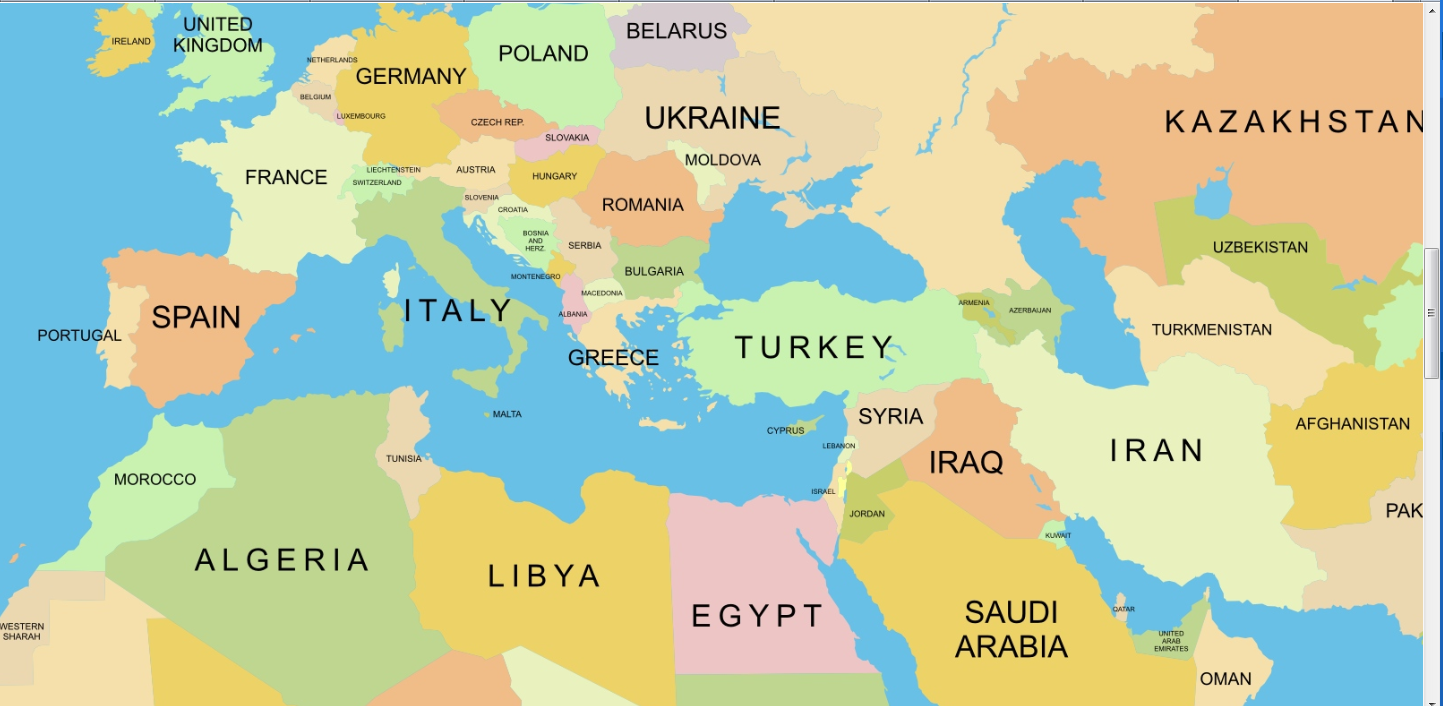 UNITED
KINGDOM
IRELAND
BELARUS
POLAND
NETHERLANDS
GERMANY
BELGIUM
LUXEMBOURG
UKRAINE
KAZAKHSTAN
CZECH REP.
SLOVAKIA
MOLDOVA
FRANCE
LIECHTENSTEIN
SWITZERLAND
AUSTRIA
HUNGARY
SLOVENIA
CROATIA
ROMANIA
BOSNIA
AND
HERZ.
SERBIA
UZBEKISTAN
MONTENEGRO
BULGARIA
MACEDONIA
ALBANIA
ITALY
SPAIN
PORTUGAL
ARMENIA
AZERBAIJAN
TURKMENISTAN
GREECE
TURKEY
MALTA
CYPRUS
SYRIA
LEBANON
AFGHANISTAN
TUNISIA
IRAQ
IRAN
MOROCCO
ISRAEL
JORDAN
PAK
KUWAIT
ALGERIA
LIBYA
EGYPT
SAUDI
ARABIA
QATAR
WESTERN
SHARAH
UNITED
ARAB
EMIRATES
OMAN